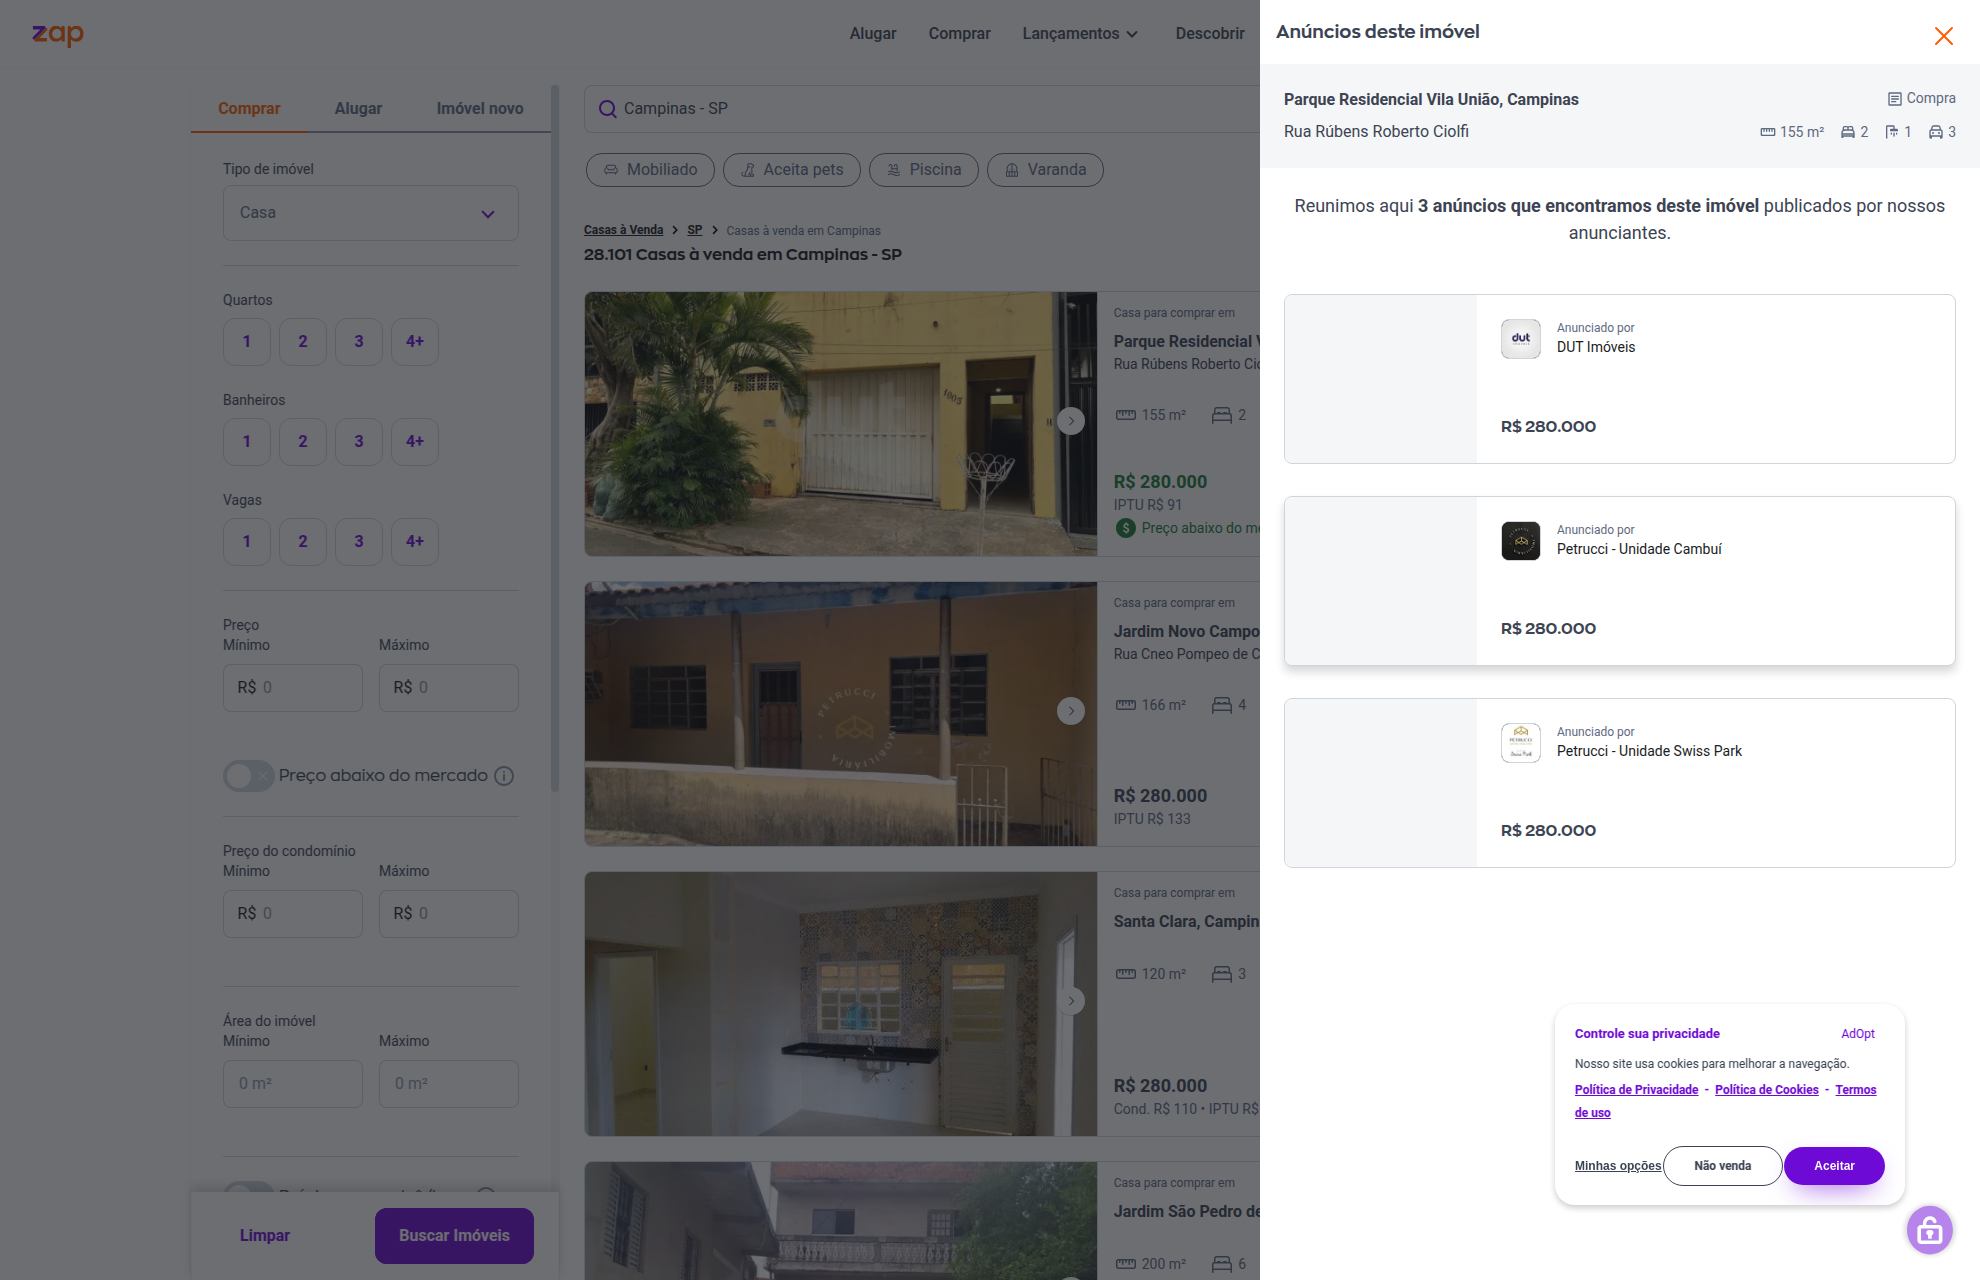 zap
Alugar
Comprar
Lançamentos
Descobrir
Comprar
Alugar
Imóvel novo
Tipo de imóvel
Casa
Quartos
1
2
3
4+
Banheiros
1
2
3
4+
Vagas
1
2
3
4+
Preço
Mínimo
Máximo
R$ 0
R$ 0
Preço abaixo do mercado
Preço do condomínio
Mínimo
Máximo
R$ 0
R$ 0
Área do imóvel
Mínimo
Máximo
0 m²
0 m²
Limpar
Buscar Imóveis
Campinas - SP
Mobiliado
Aceita pets
Piscina
Varanda
Casas à Venda > SP > Casas à venda em Campinas
28.101 Casas à venda em Campinas - SP
1005
Casa para comprar em
Parque Residencial
Rua Rúbens Roberto
155 m²
2
R$ 280.000
IPTU R$ 91
Preço abaixo do
PETRUCCI
IMOBILIÁRIA
Casa para comprar em
Jardim Novo Campo
Rua Cneo Pompeo de C
166 m²
4
R$ 280.000
IPTU R$ 133
Casa para comprar em
Santa Clara, Campin
120 m²
3
R$ 280.000
Cond. R$ 110 • IPTU R$
Casa para comprar em
Jardim São Pedro de
200 m²
6
Anúncios deste imóvel
Parque Residencial Vila União, Campinas
Compra
Rua Rúbens Roberto Ciolfi
155 m²
2
1
3
Reunimos aqui 3 anúncios que encontramos deste imóvel publicados por nossos
anunciantes.
dut
Anunciado por
DUT Imóveis
R$ 280.000
Anunciado por
Petrucci - Unidade Cambuí
R$ 280.000
PETRUCCI
Swiss Park
Anunciado por
Petrucci - Unidade Swiss Park
R$ 280.000
Controle sua privacidade
AdOpt
Nosso site usa cookies para melhorar a navegação.
Política de Privacidade - Política de Cookies - Termos
de uso
Minhas opções
Não venda
Aceitar